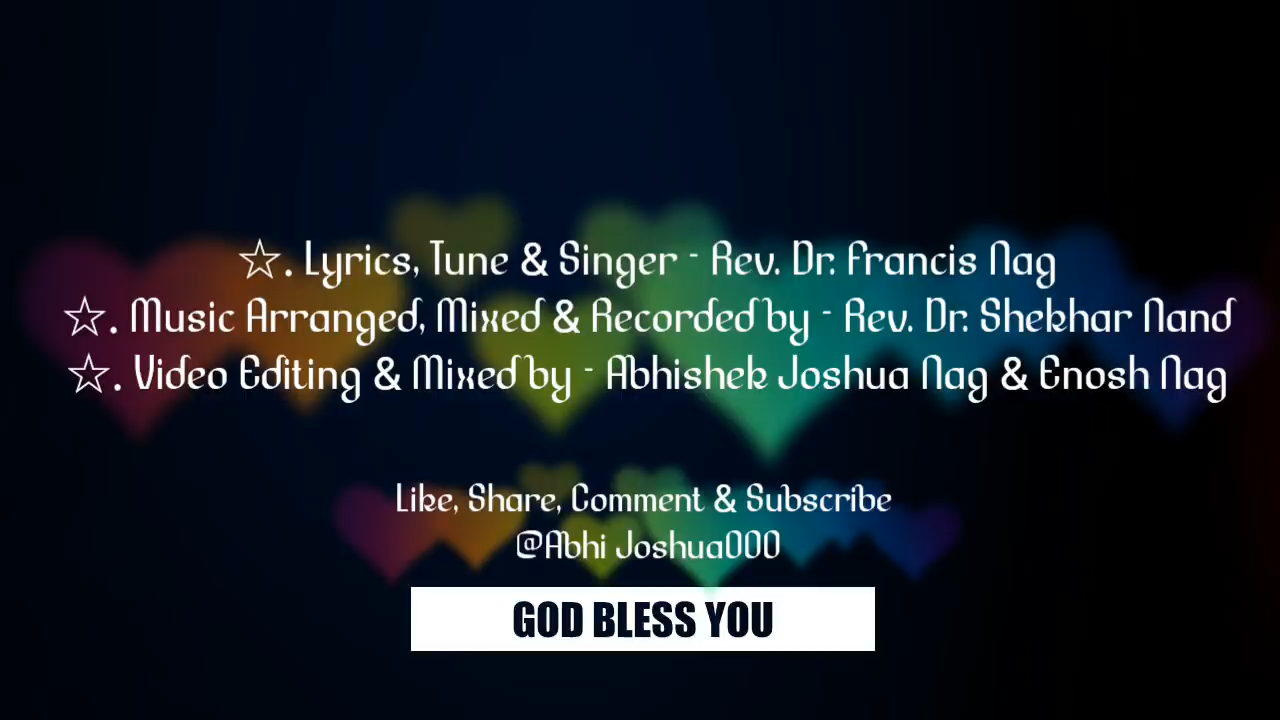 ☆. Lyrics, Tune & Singer - Rev. Dr. Francis Nag
☆. Music Arranged, Mixed & Recorded by - Rev. Dr. Shekhar Nand
☆. Video Editing & Mixed by - Abhishek Joshua Nag & Enosh Nag
Like, Share, Comment & Subscribe
@Abhi Joshua000
GOD BLESS YOU